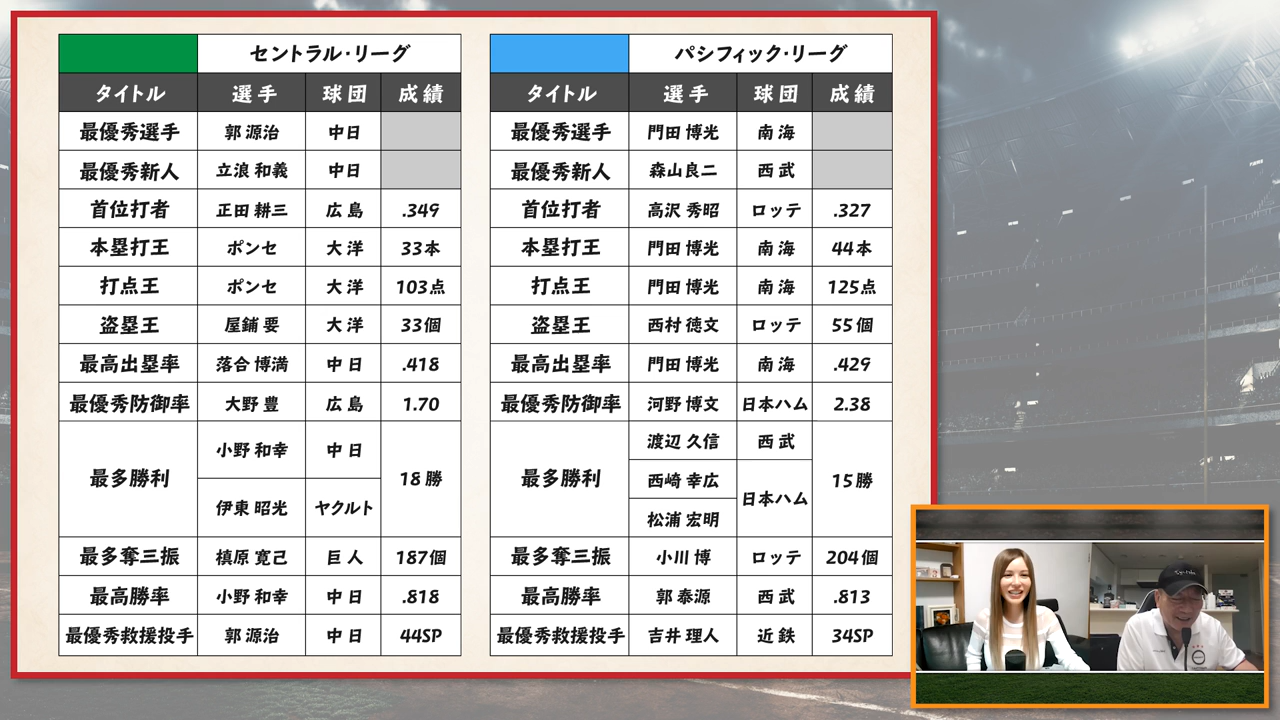 セントラル・リーグ
タイトル 選手 球団 成績
最優秀選手 郭 源治 中日
最優秀新人 立浪 和義 中日
首位打者 正田 耕三 広島 .349
本塁打王 ポンセ 大洋 33本
打点王 ポンセ 大洋 103点
盗塁王 屋鋪 要 大洋 33個
最高出塁率 落合 博満 中日 .418
最優秀防御率 大野 豊 広島 1.70
最多勝利 小野 和幸 中日 18勝
伊東 昭光 ヤクルト
最多奪三振 槙原 寛己 巨人 187個
最高勝率 小野 和幸 中日 .818
最優秀救援投手 郭 源治 中日 44SP
パシフィック・リーグ
タイトル 選手 球団 成績
最優秀選手 門田 博光 南海
最優秀新人 森山 良二 西武
首位打者 高沢 秀昭 ロッテ .327
本塁打王 門田 博光 南海 44本
打点王 門田 博光 南海 125点
盗塁王 西村 徳文 ロッテ 55個
最高出塁率 門田 博光 南海 .429
最優秀防御率 河野 博文 日本ハム 2.38
最多勝利 渡辺 久信 西武 15勝
西崎 幸広 日本ハム
松浦 宏明
最多奪三振 小川 博 ロッテ 204個
最高勝率 郭 泰源 西武 .813
最優秀救援投手 吉井 理人 近鉄 34SP